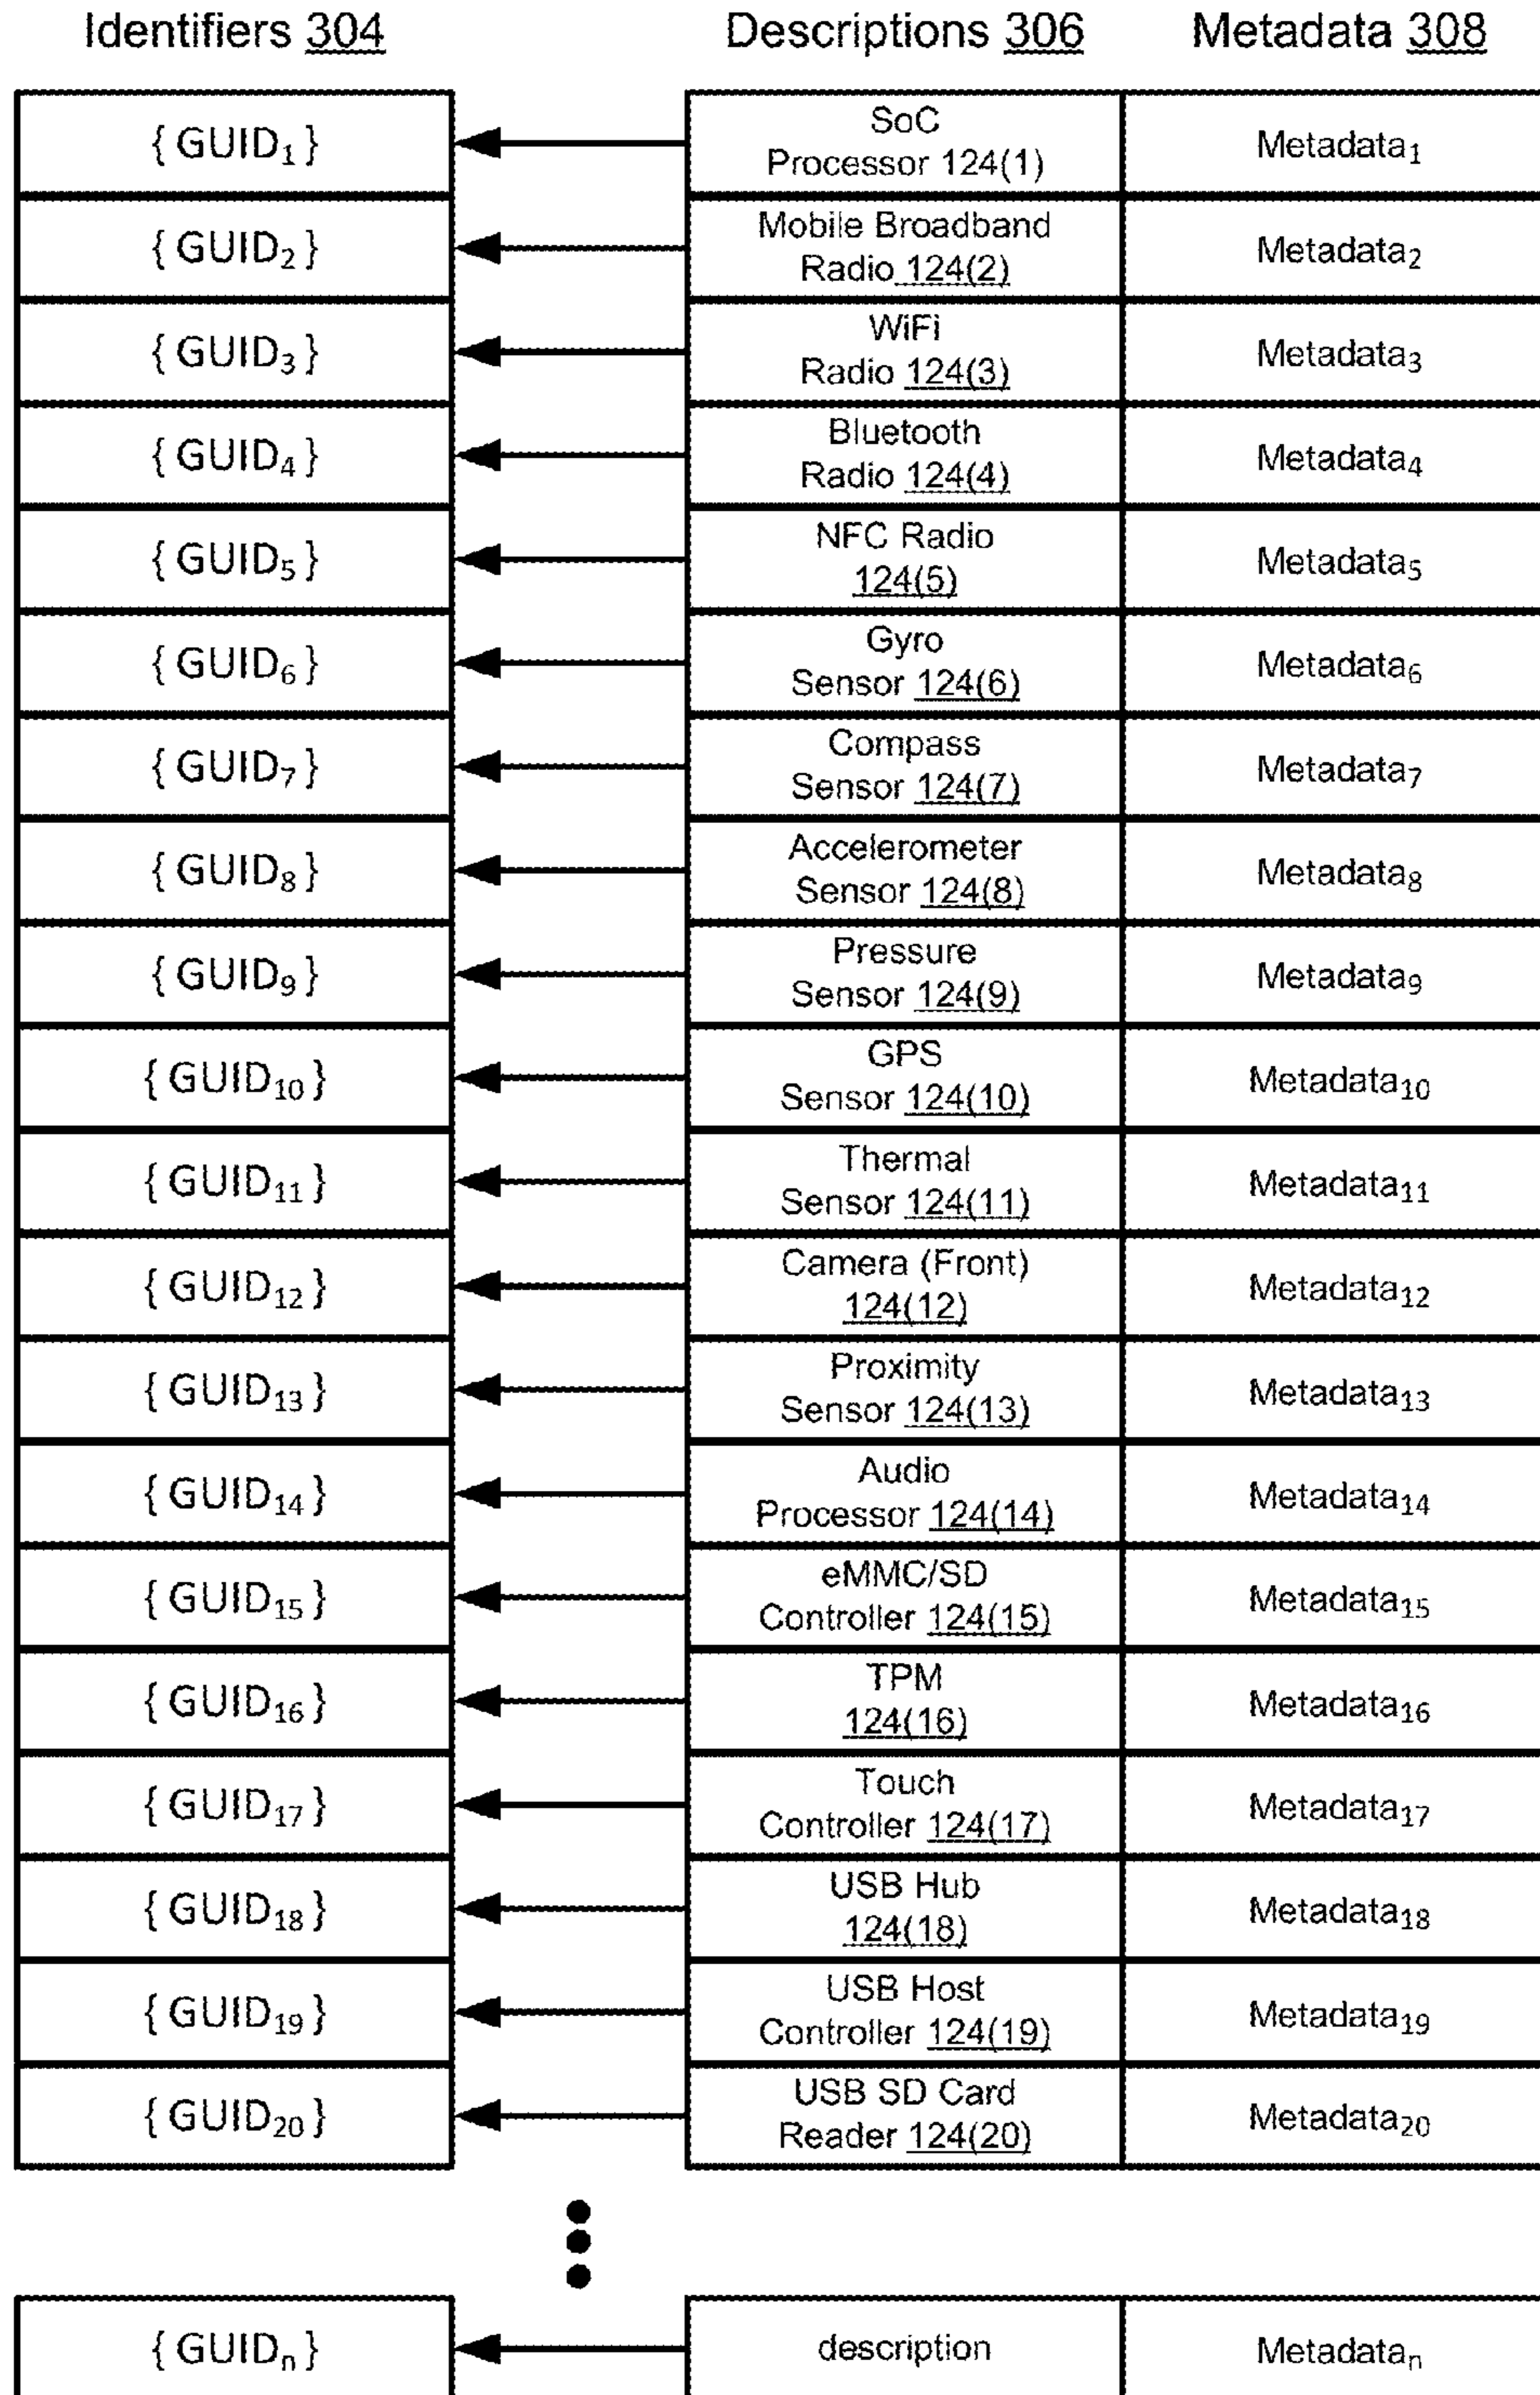 Identifiers 304 Descriptions 306 Metadata 308
{ GUID₁ } SoC Processor 124(1) Metadata₁
{ GUID₂ } Mobile Broadband Radio 124(2) Metadata₂
{ GUID₃ } WiFi Radio 124(3) Metadata₃
{ GUID₄ } Bluetooth Radio 124(4) Metadata₄
{ GUID₅ } NFC Radio 124(5) Metadata₅
{ GUID₆ } Gyro Sensor 124(6) Metadata₆
{ GUID₇ } Compass Sensor 124(7) Metadata₇
{ GUID₈ } Accelerometer Sensor 124(8) Metadata₈
{ GUID₉ } Pressure Sensor 124(9) Metadata₉
{ GUID₁₀ } GPS Sensor 124(10) Metadata₁₀
{ GUID₁₁ } Thermal Sensor 124(11) Metadata₁₁
{ GUID₁₂ } Camera (Front) 124(12) Metadata₁₂
{ GUID₁₃ } Proximity Sensor 124(13) Metadata₁₃
{ GUID₁₄ } Audio Processor 124(14) Metadata₁₄
{ GUID₁₅ } eMMC/SD Controller 124(15) Metadata₁₅
{ GUID₁₆ } TPM 124(16) Metadata₁₆
{ GUID₁₇ } Touch Controller 124(17) Metadata₁₇
{ GUID₁₈ } USB Hub 124(18) Metadata₁₈
{ GUID₁₉ } USB Host Controller 124(19) Metadata₁₉
{ GUID₂₀ } USB SD Card Reader 124(20) Metadata₂₀
{ GUIDₙ } description Metadataₙ